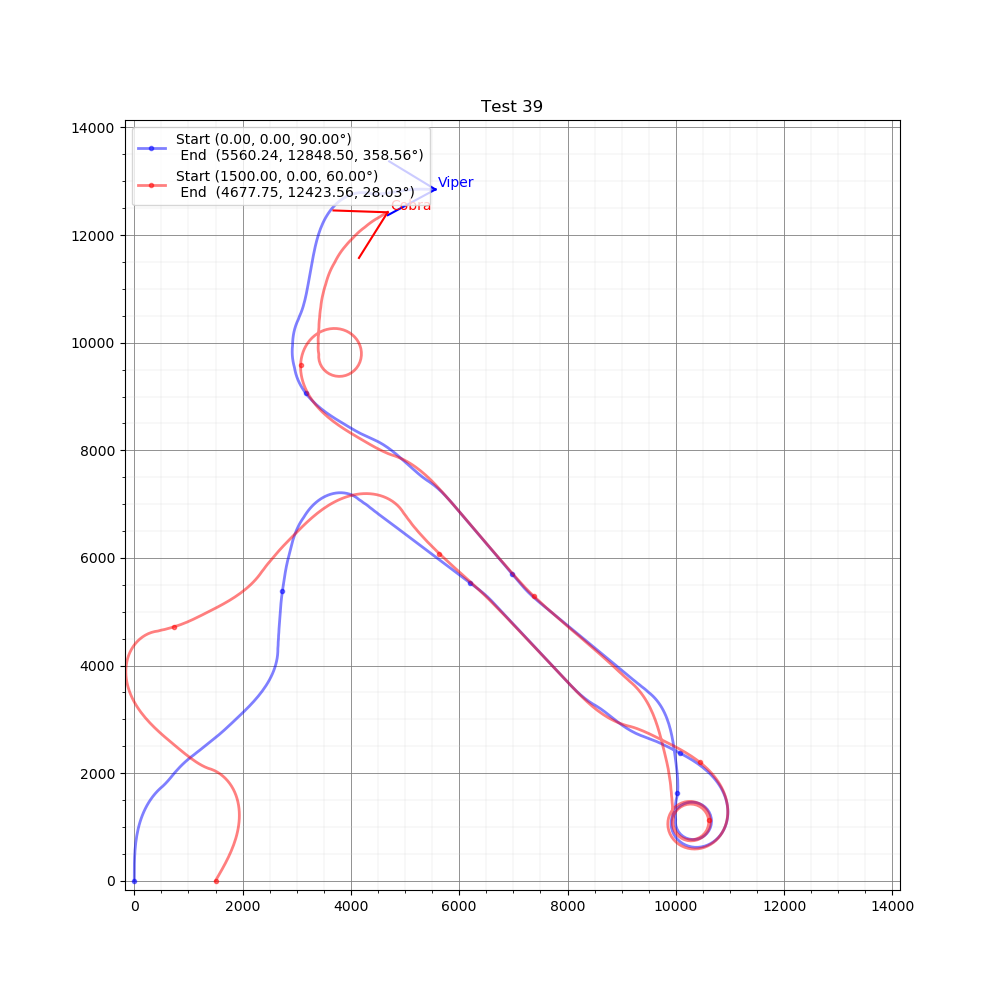 Test 39
14000
Start (0.00, 0.00, 90.00°)
End (5560.24, 12848.50, 358.56°)
Start (1500.00, 0.00, 60.00°)
End (4677.75, 12423.56, 28.03°)
Viper
Cobra
12000
10000
8000
6000
4000
2000
0
0 2000 4000 6000 8000 10000 12000 14000